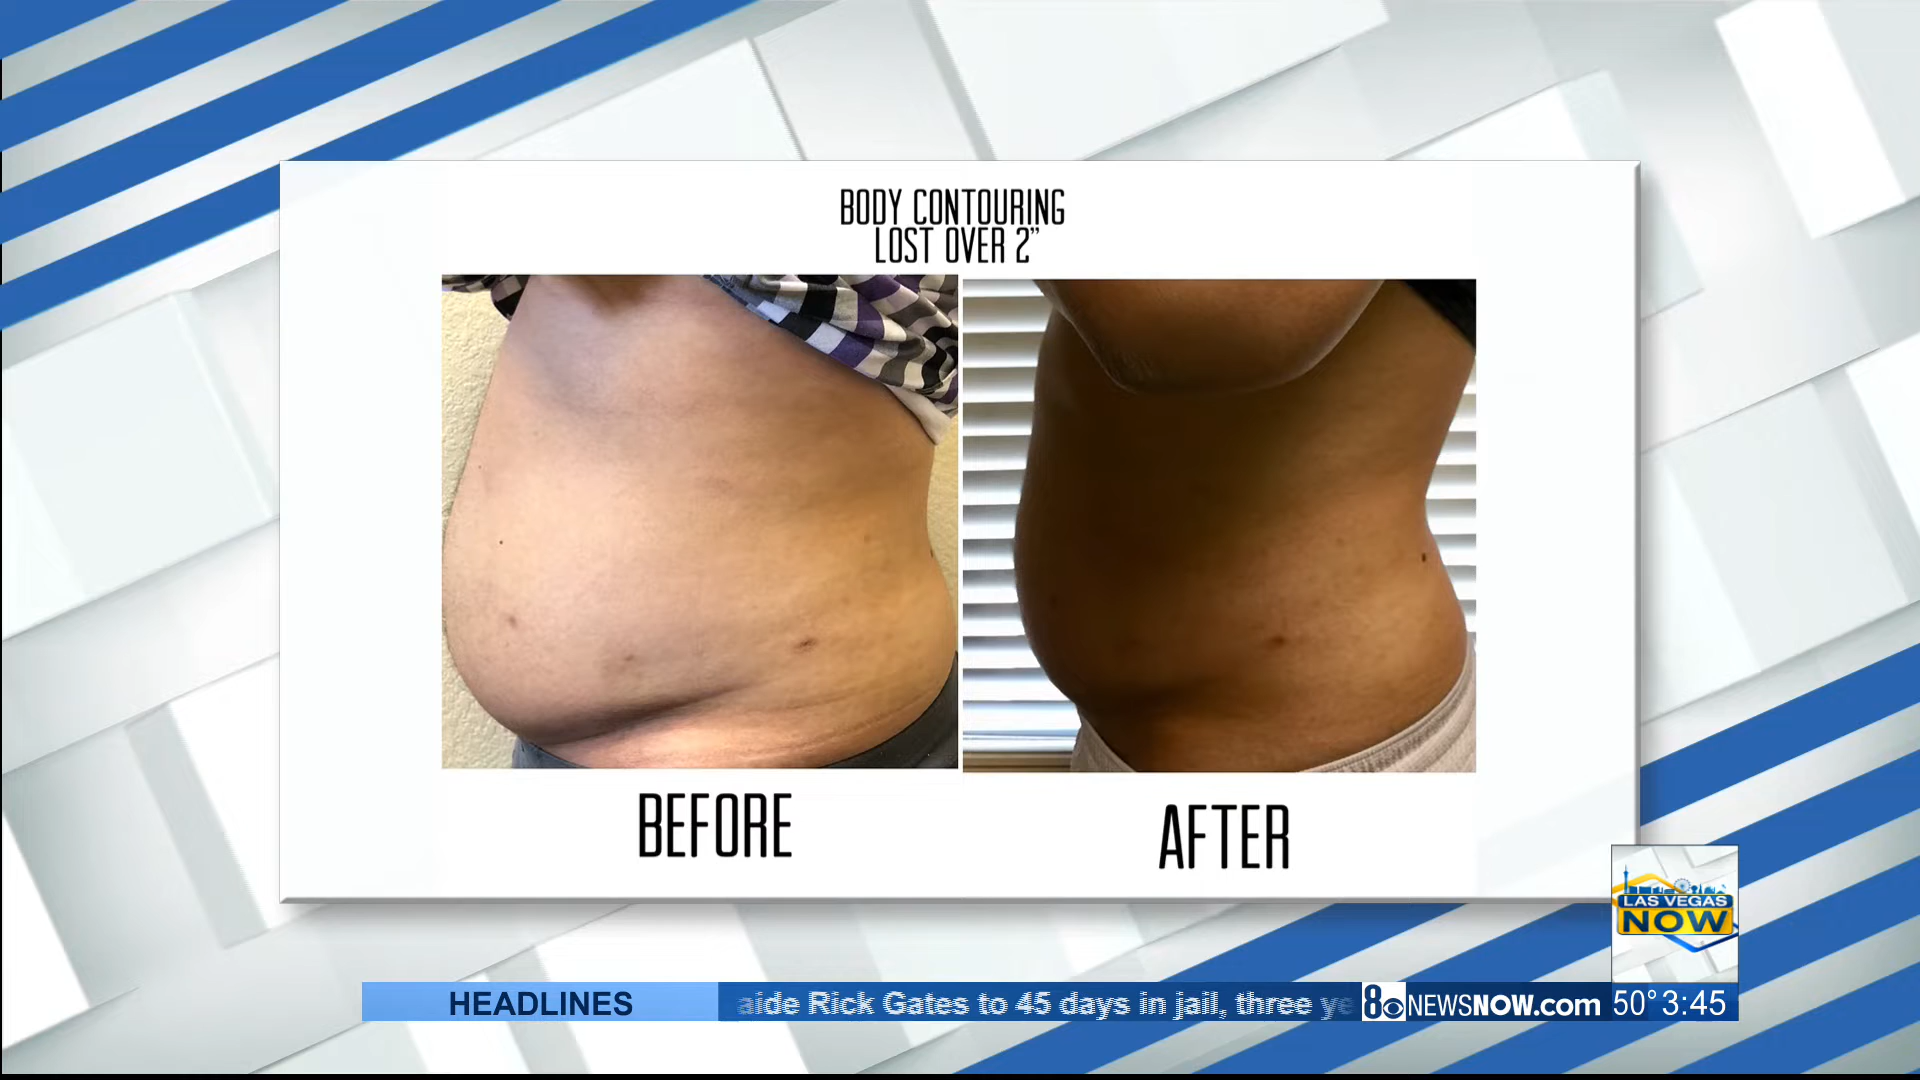 BODY CONTOURING
LOST OVER 2”
BEFORE
AFTER
LAS VEGAS
NOW
HEADLINES
aide Rick Gates to 45 days in jail, three ye
8 NEWSNOW.com 50° 3:45